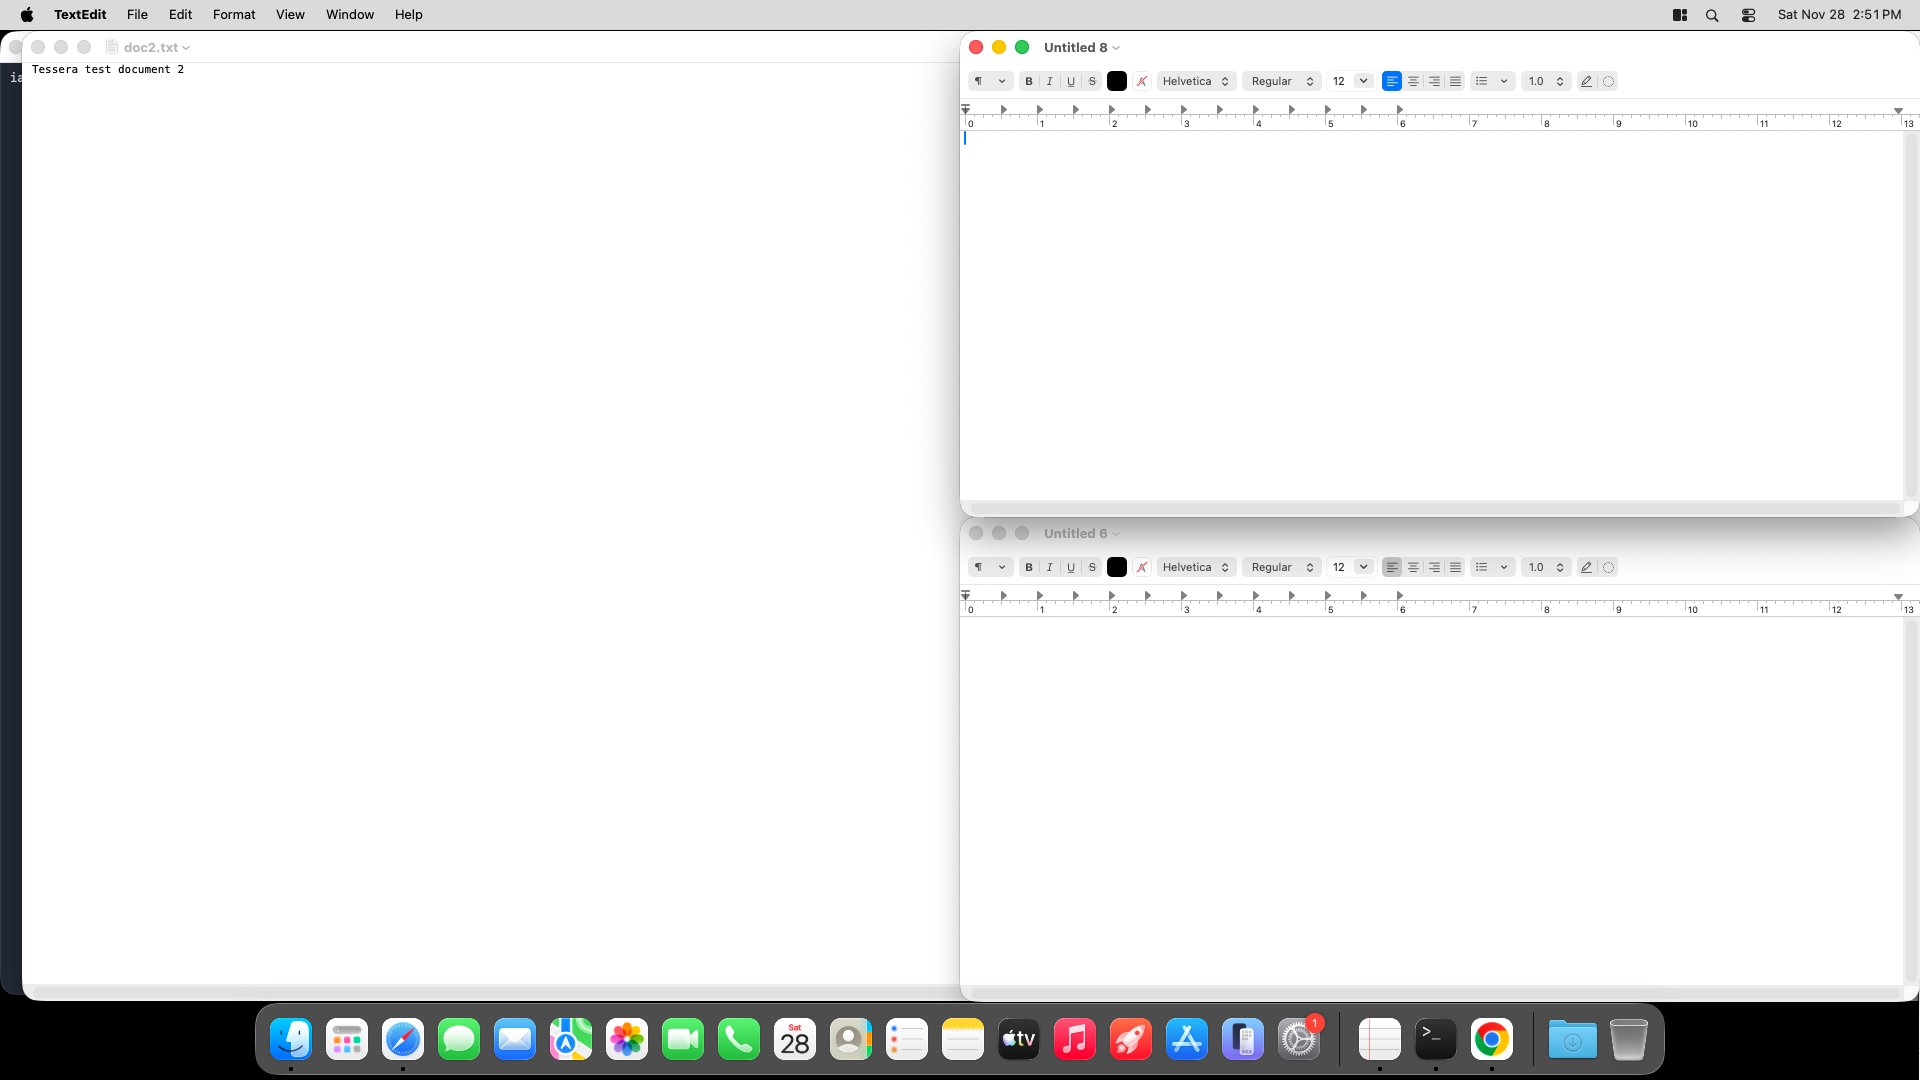 TextEdit File Edit Format View Window Help
Sat Nov 28 2:51 PM
doc2.txt
Tessera test document 2
Untitled 8
¶ B I U S Helvetica Regular 12 1.0
0 1 2 3 4 5 6 7 8 9 10 11 12 13
Untitled 6
¶ B I U S Helvetica Regular 12 1.0
0 1 2 3 4 5 6 7 8 9 10 11 12 13
Sat
28
tv
1
>_